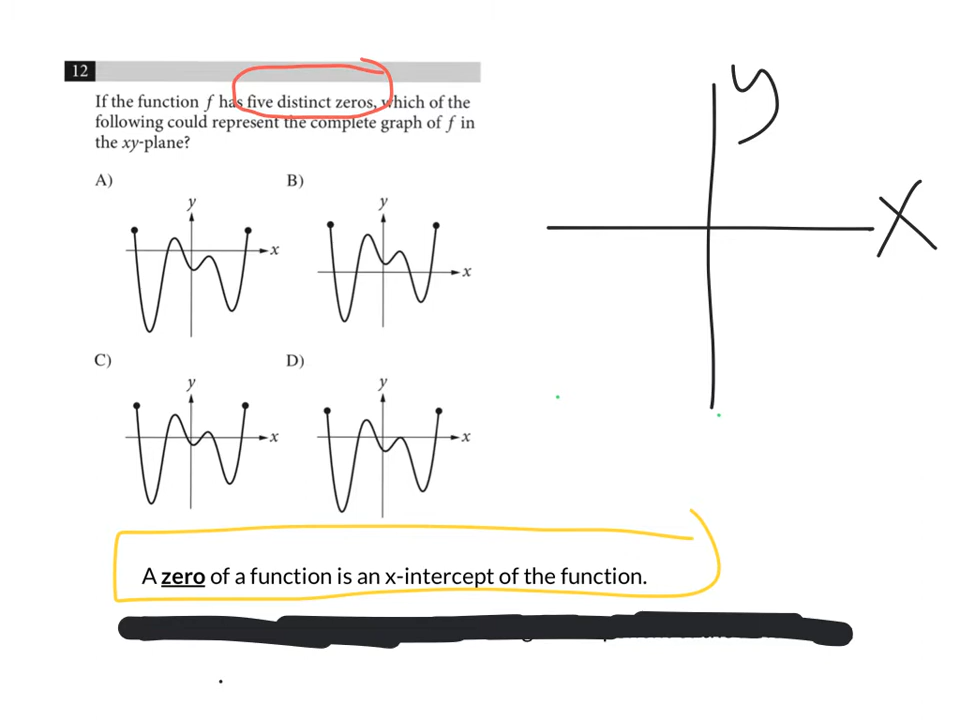 12
If the function f has five distinct zeros, which of the
following could represent the complete graph of f in
the xy-plane?
A)
B)
y
y
x
x
C)
D)
y
y
x
x
y
x
A zero of a function is an x-intercept of the function.